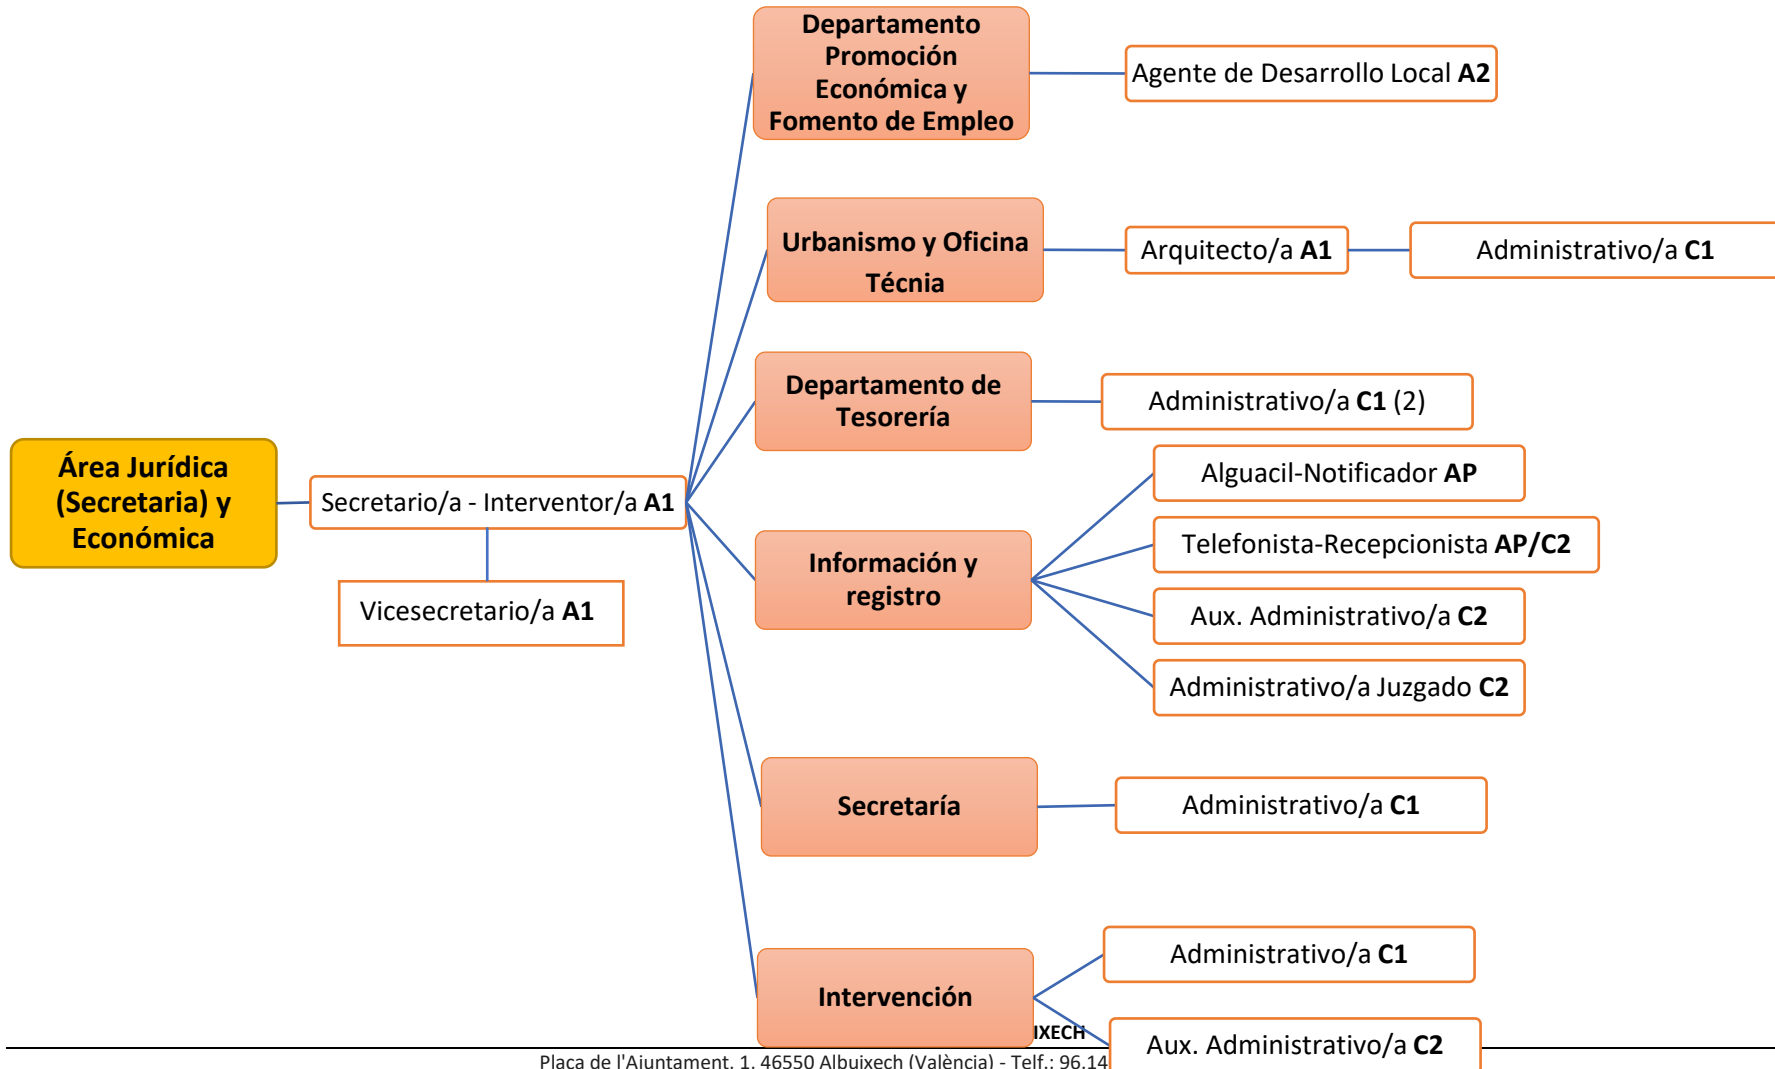 Departamento
Promoción
Económica y
Fomento de Empleo
Agente de Desarrollo Local A2
Urbanismo y Oficina
Técnia
Arquitecto/a A1
Administrativo/a C1
Departamento de
Tesorería
Administrativo/a C1 (2)
Área Jurídica
(Secretaria) y
Económica
Secretario/a - Interventor/a A1
Vicesecretario/a A1
Información y
registro
Alguacil-Notificador AP
Telefonista-Recepcionista AP/C2
Aux. Administrativo/a C2
Administrativo/a Juzgado C2
Secretaría
Administrativo/a C1
Intervención
Administrativo/a C1
Aux. Administrativo/a C2
IXECH
Plaça de l'Ajuntament, 1. 46550 Albuixech (València) - Telf.: 96.14